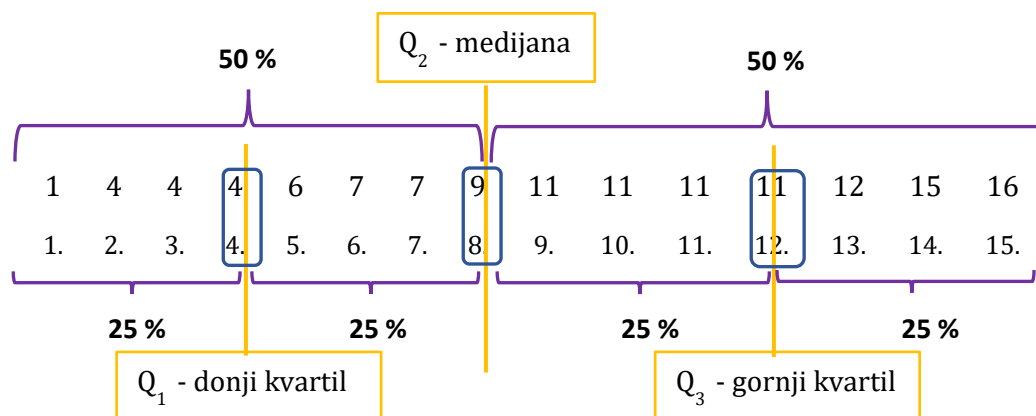 Q₂ - medijana
50 %
50 %
1 4 4 4 6 7 7 9 11 11 11 11 12 15 16
1. 2. 3. 4. 5. 6. 7. 8. 9. 10. 11. 12. 13. 14. 15.
25 % 25 % 25 % 25 %
Q₁ - donji kvartil
Q₃ - gornji kvartil